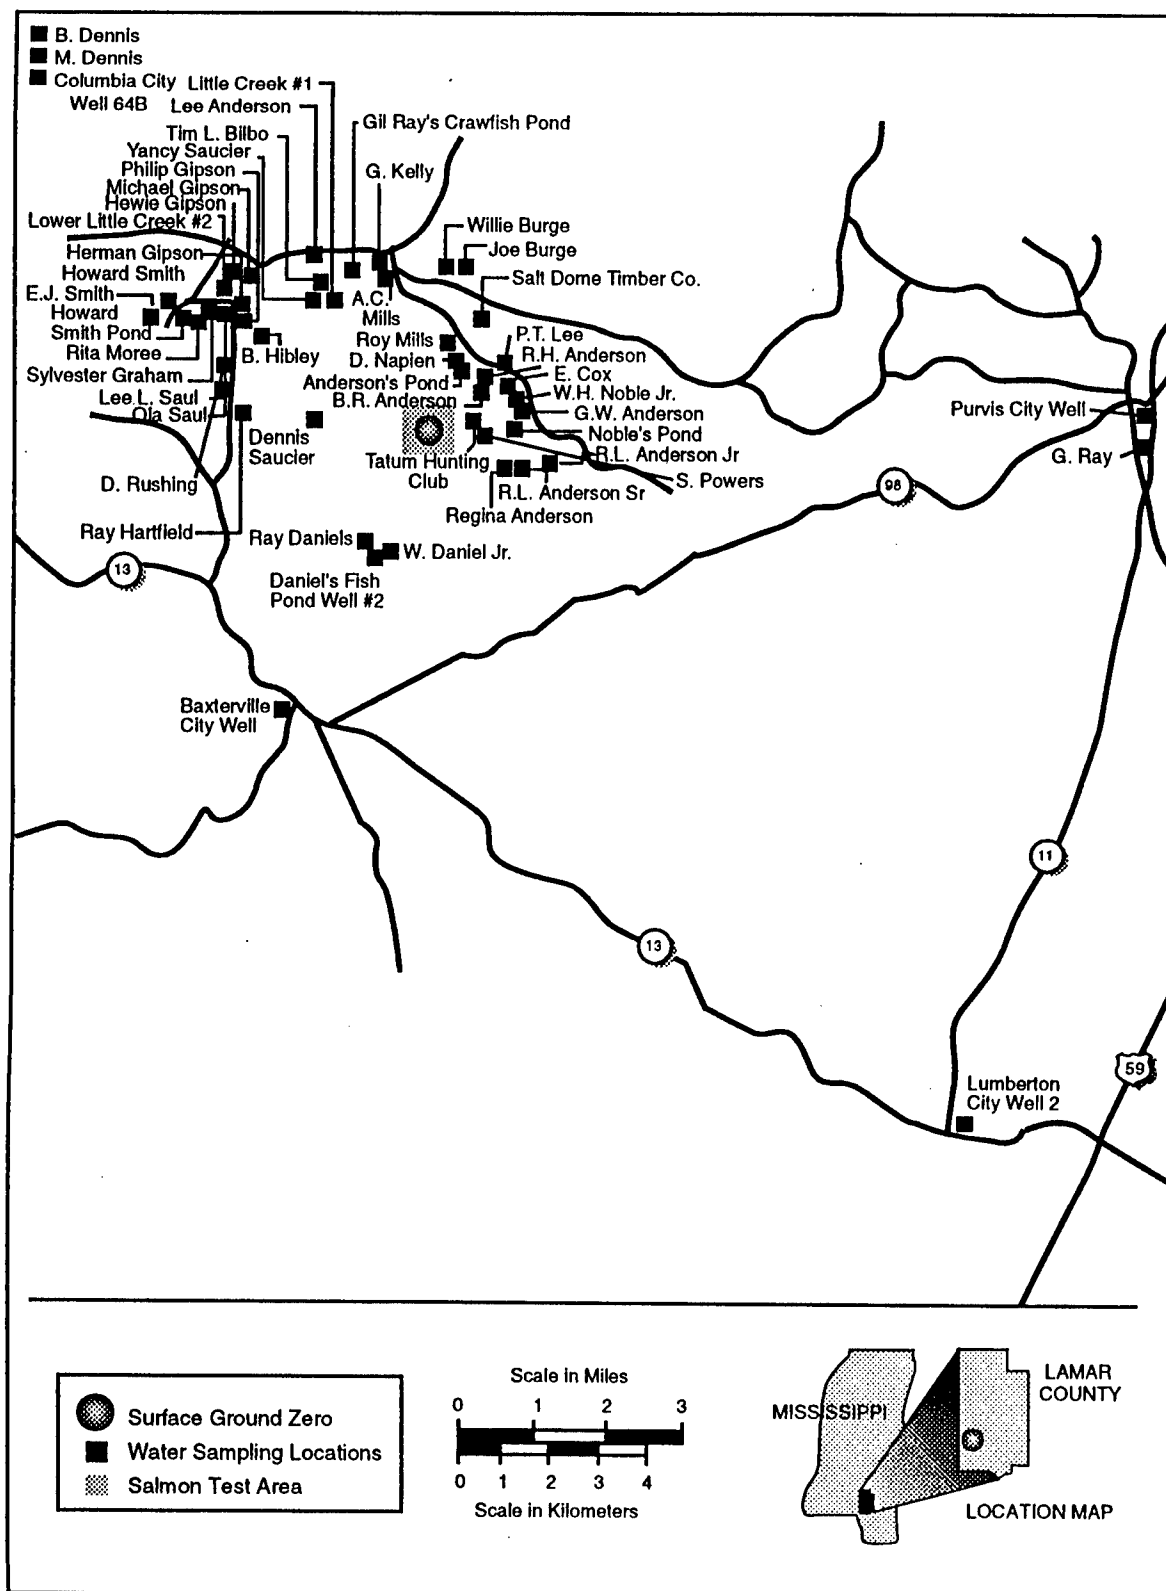 B. Dennis
M. Dennis
Columbia City
Well 64B
Little Creek #1
Lee Anderson
Tim L. Bilbo
Yancy Saucier
Philip Gipson
Michael Gipson
Hewie Gipson
Lower Little Creek #2
Gil Ray's Crawfish Pond
G. Kelly
Willie Burge
Joe Burge
Salt Dome Timber Co.
Herman Gipson
Howard Smith
E.J. Smith
Howard
Smith Pond
Rita Moree
Sylvester Graham
Lee L. Saul
Ola Saul
B. Hibley
A.C.
Mills
Roy Mills
D. Napien
Anderson's Pond
B.R. Anderson
P.T. Lee
R.H. Anderson
E. Cox
W.H. Noble Jr.
G.W. Anderson
Noble's Pond
R.L. Anderson Jr
S. Powers
Purvis City Well
G. Ray
Dennis
Saucier
Tatum Hunting
Club
R.L. Anderson Sr
Regina Anderson
D. Rushing
Ray Hartfield
Ray Daniels
W. Daniel Jr.
Daniel's Fish
Pond Well #2
98
13
Baxterville
City Well
11
13
59
Lumberton
City Well 2
Surface Ground Zero
Water Sampling Locations
Salmon Test Area
Scale in Miles
0 1 2 3
0 1 2 3 4
Scale in Kilometers
MISSISSIPPI
LAMAR
COUNTY
LOCATION MAP